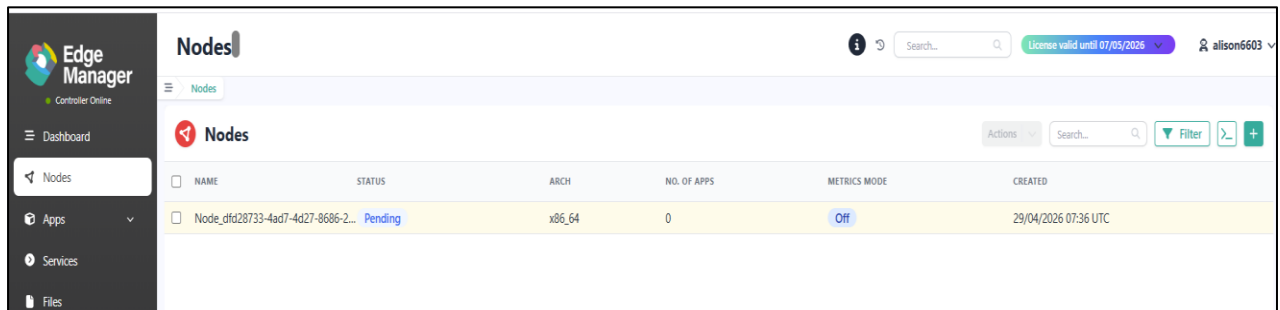 Edge
Manager
Controller Online
Dashboard
Nodes
Apps
Services
Files
Nodes
Search...
License valid until 07/05/2026
alison6603
Nodes
Nodes
Actions
Search...
Filter
NAME STATUS ARCH NO. OF APPS METRICS MODE CREATED
Node_dfd28733-4ad7-4d27-8686-2... Pending x86_64 0 Off 29/04/2026 07:36 UTC